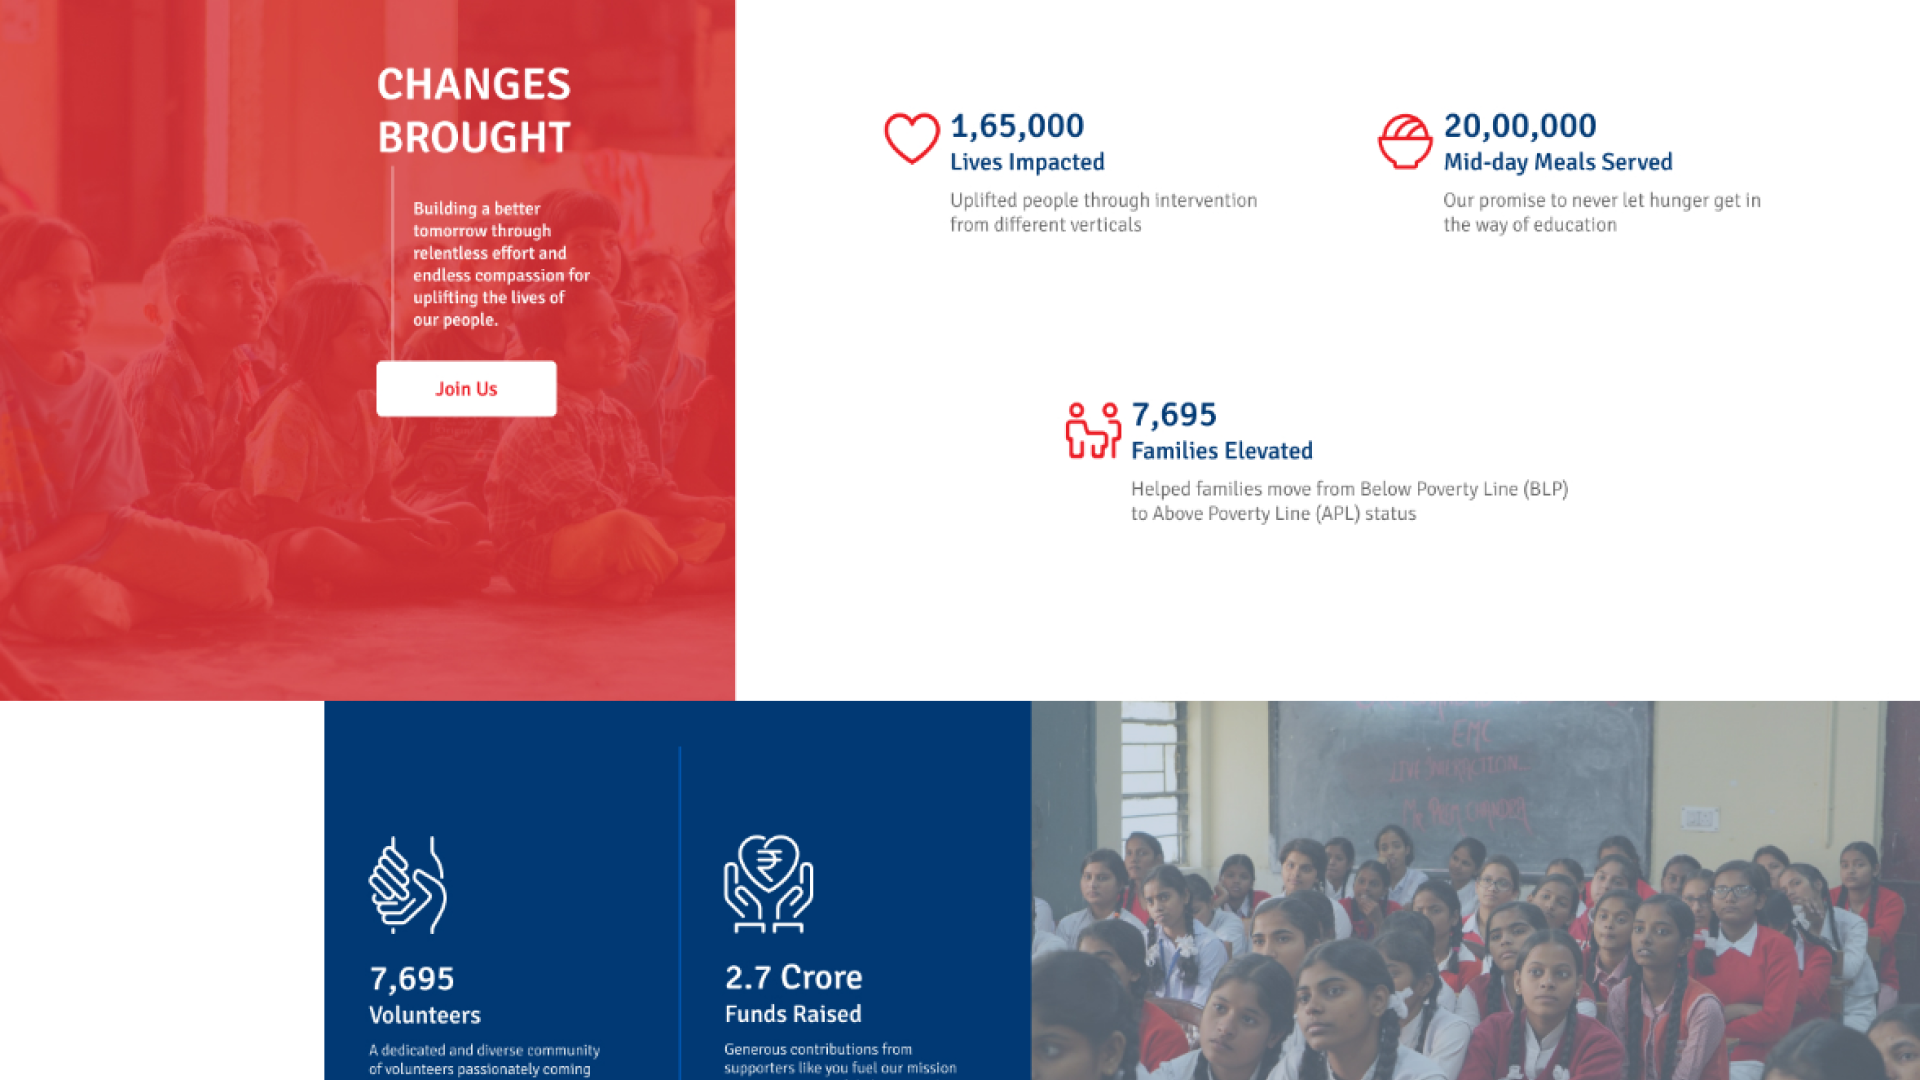 CHANGES
BROUGHT
Building a better
tomorrow through
relentless effort and
endless compassion for
uplifting the lives of
our people.
Join Us
1,65,000
Lives Impacted
Uplifted people through intervention
from different verticals
20,00,000
Mid-day Meals Served
Our promise to never let hunger get in
the way of education
7,695
Families Elevated
Helped families move from Below Poverty Line (BLP)
to Above Poverty Line (APL) status
7,695
Volunteers
A dedicated and diverse community
of volunteers passionately coming
2.7 Crore
Funds Raised
Generous contributions from
supporters like you fuel our mission
EMC